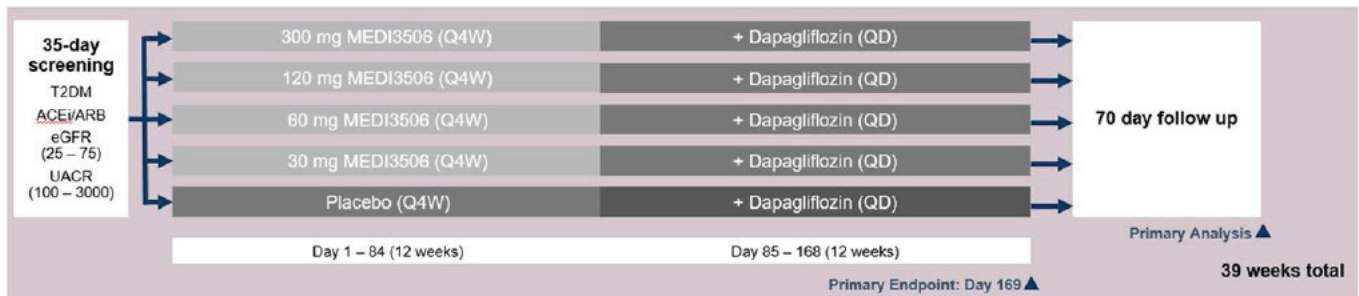 35-day
screening
T2DM
ACEi/ARB
eGFR
(25 – 75)
UACR
(100 – 3000)
300 mg MEDI3506 (Q4W)
+ Dapagliflozin (QD)
120 mg MEDI3506 (Q4W)
+ Dapagliflozin (QD)
60 mg MEDI3506 (Q4W)
+ Dapagliflozin (QD)
30 mg MEDI3506 (Q4W)
+ Dapagliflozin (QD)
Placebo (Q4W)
+ Dapagliflozin (QD)
70 day follow up
Day 1 – 84 (12 weeks)
Day 85 – 168 (12 weeks)
Primary Analysis
Primary Endpoint: Day 169
39 weeks total